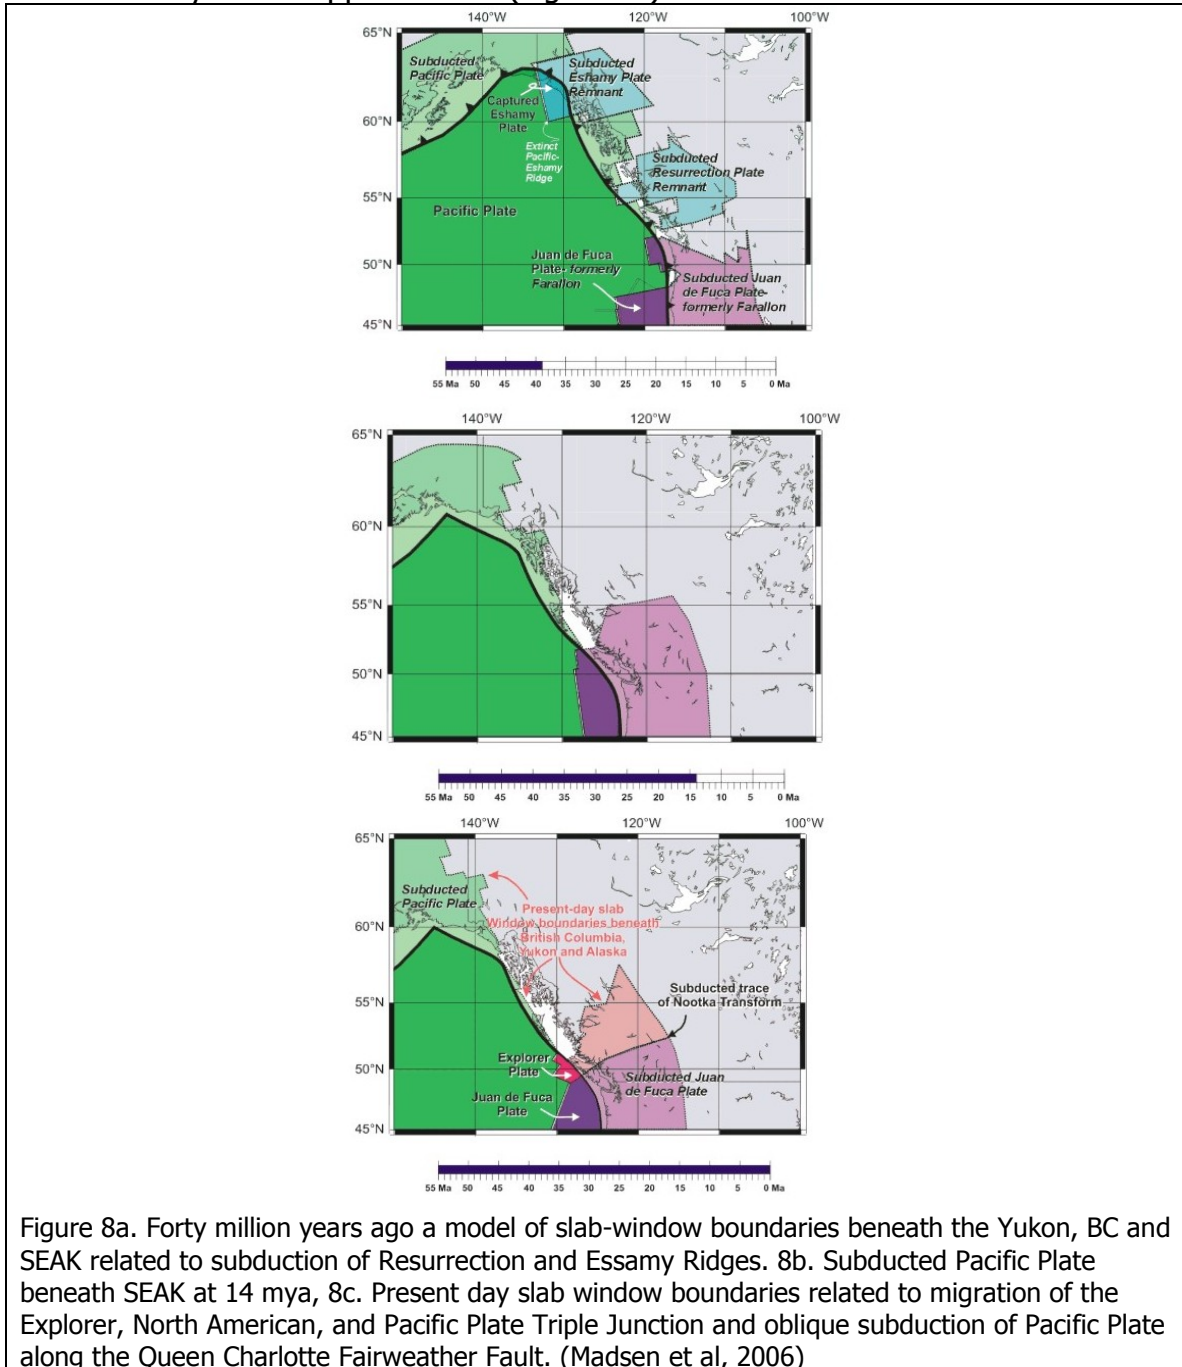 140°W 120°W 100°W
65°N
60°N
55°N
50°N
45°N
Subducted
Pacific Plate
Subducted
Eshamy Plate
Remnant
Captured
Eshamy
Plate
Extinct
Pacific-
Eshamy
Ridge
Subducted
Resurrection Plate
Remnant
Pacific Plate
Juan de Fuca
Plate- formerly
Farallon
Subducted Juan
de Fuca Plate-
formerly Farallon
55 Ma 50 45 40 35 30 25 20 15 10 5 0 Ma
140°W 120°W 100°W
65°N
60°N
55°N
50°N
45°N
55 Ma 50 45 40 35 30 25 20 15 10 5 0 Ma
140°W 120°W 100°W
65°N
60°N
55°N
50°N
45°N
Subducted
Pacific Plate
Present-day slab
Window boundaries beneath
British Columbia,
Yukon and Alaska
Subducted trace
of Nootka Transform
Explorer
Plate
Juan de Fuca
Plate
Subducted Juan
de Fuca Plate
55 Ma 50 45 40 35 30 25 20 15 10 5 0 Ma
Figure 8a. Forty million years ago a model of slab-window boundaries beneath the Yukon, BC and
SEAK related to subduction of Resurrection and Essamy Ridges. 8b. Subducted Pacific Plate
beneath SEAK at 14 mya, 8c. Present day slab window boundaries related to migration of the
Explorer, North American, and Pacific Plate Triple Junction and oblique subduction of Pacific Plate
along the Queen Charlotte Fairweather Fault. (Madsen et al, 2006)